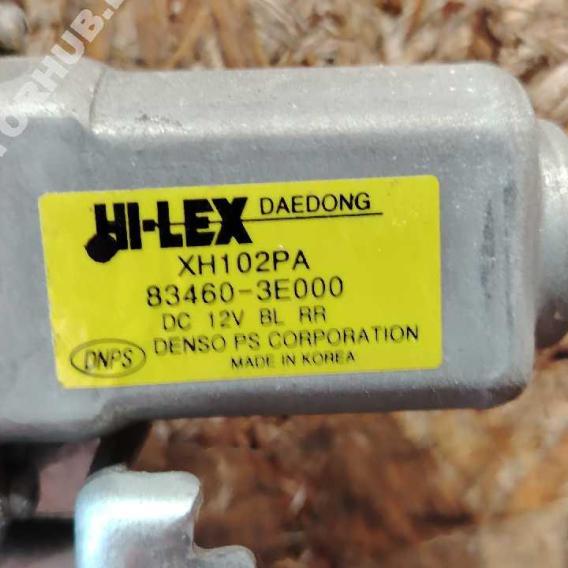 HI-LEX DAEDONG
XH102PA
83460-3E000
DC 12V BL RR
DNPS DENSO PS CORPORATION
MADE IN KOREA